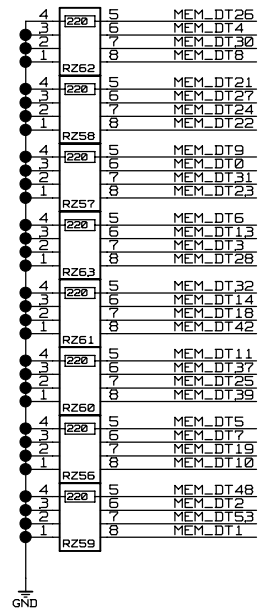 4 220 5 MEM_DT26
3 6 MEM_DT4
2 7 MEM_DT30
1 8 MEM_DT8
RZ62
4 220 5 MEM_DT21
3 6 MEM_DT27
2 7 MEM_DT24
1 8 MEM_DT22
RZ58
4 220 5 MEM_DT9
3 6 MEM_DT0
2 7 MEM_DT31
1 8 MEM_DT23
RZ57
4 220 5 MEM_DT6
3 6 MEM_DT13
2 7 MEM_DT3
1 8 MEM_DT28
RZ63
4 220 5 MEM_DT32
3 6 MEM_DT14
2 7 MEM_DT18
1 8 MEM_DT42
RZ61
4 220 5 MEM_DT11
3 6 MEM_DT37
2 7 MEM_DT25
1 8 MEM_DT39
RZ60
4 220 5 MEM_DT5
3 6 MEM_DT7
2 7 MEM_DT19
1 8 MEM_DT10
RZ56
4 220 5 MEM_DT48
3 6 MEM_DT2
2 7 MEM_DT53
1 8 MEM_DT1
RZ59
GND